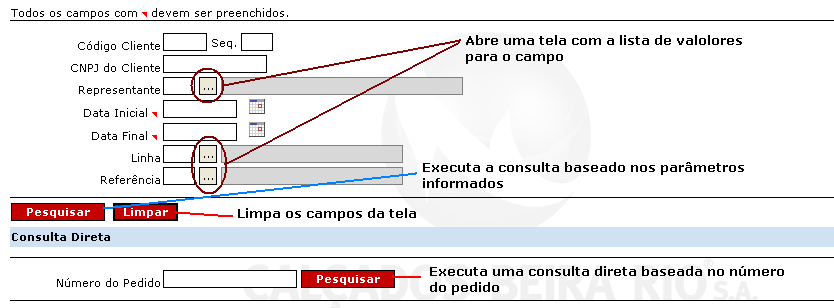 Todos os campos com devem ser preenchidos.
Código Cliente Seq.
Abre uma tela com a lista de valolores
para o campo
CNPJ do Cliente
Representante ...
Data Inicial
Data Final
Linha ...
Referência ...
Executa a consulta baseado nos parâmetros
informados
Pesquisar Limpar
Limpa os campos da tela
Consulta Direta
Número do Pedido Pesquisar
Executa uma consulta direta baseada no número
do pedido
CALÇADOS BEIRA RIO S.A.